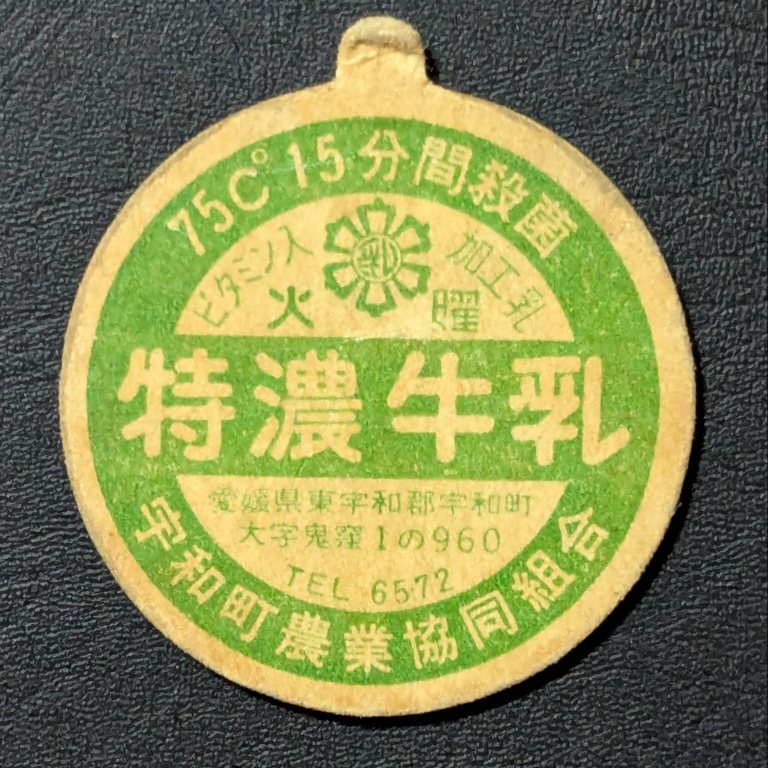 75C° 15分間殺菌
ビタミン入 乳 加工乳
火 曜
特濃牛乳
愛媛県東宇和郡宇和町
大字鬼窪1の960
TEL 6572
宇和町農業協同組合